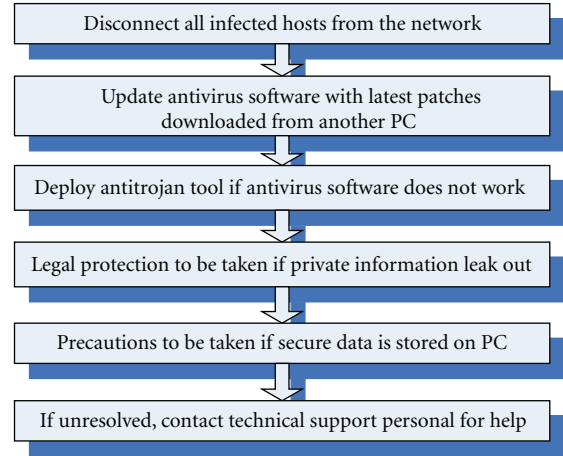 Disconnect all infected hosts from the network
Update antivirus software with latest patches
downloaded from another PC
Deploy antitrojan tool if antivirus software does not work
Legal protection to be taken if private information leak out
Precautions to be taken if secure data is stored on PC
If unresolved, contact technical support personal for help